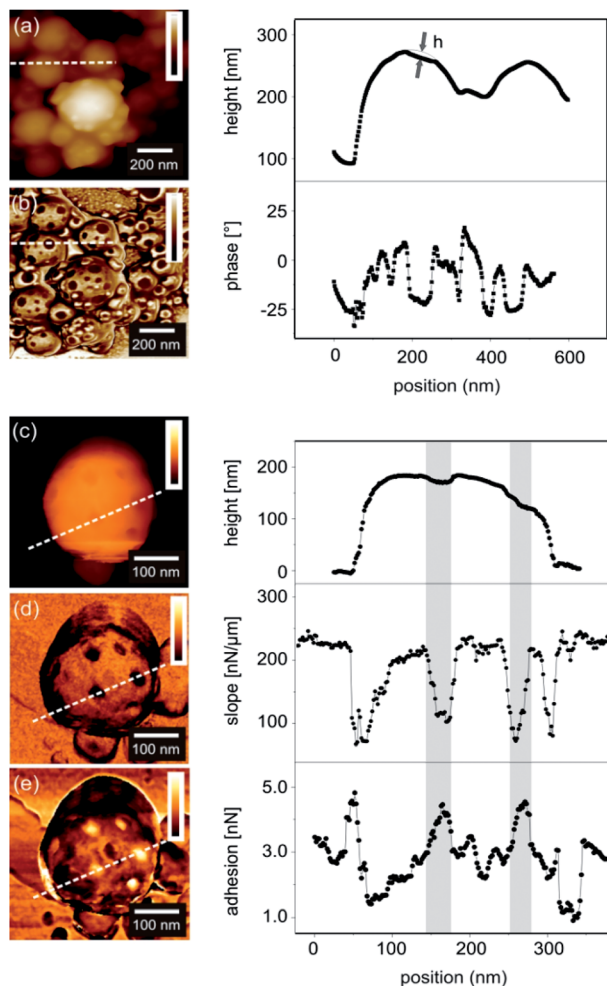 (a)
200 nm
height [nm]
300
200
100
h
(b)
200 nm
phase [°]
25
0
-25
0 200 400 600
position (nm)
(c)
100 nm
height [nm]
200
100
0
(d)
100 nm
slope [nN/μm]
300
200
100
(e)
100 nm
adhesion [nN]
5.0
3.0
1.0
0 100 200 300
position (nm)